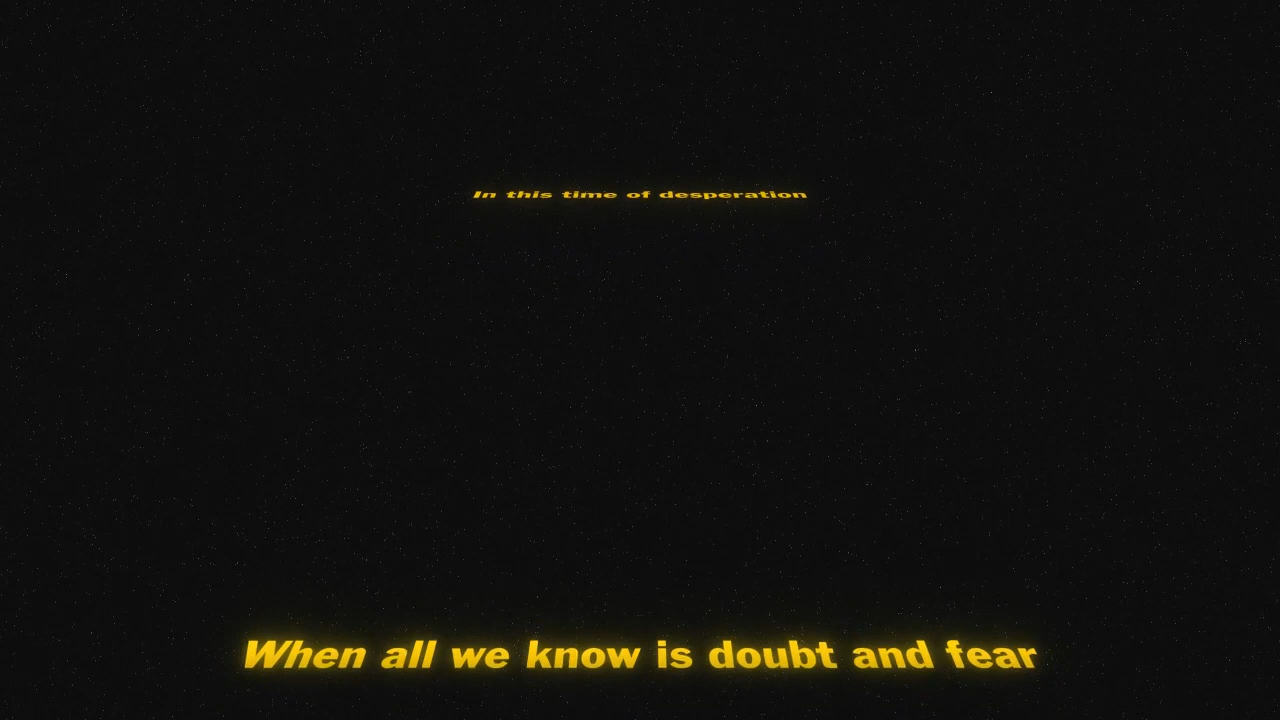 In this time of desperation
When all we know is doubt and fear